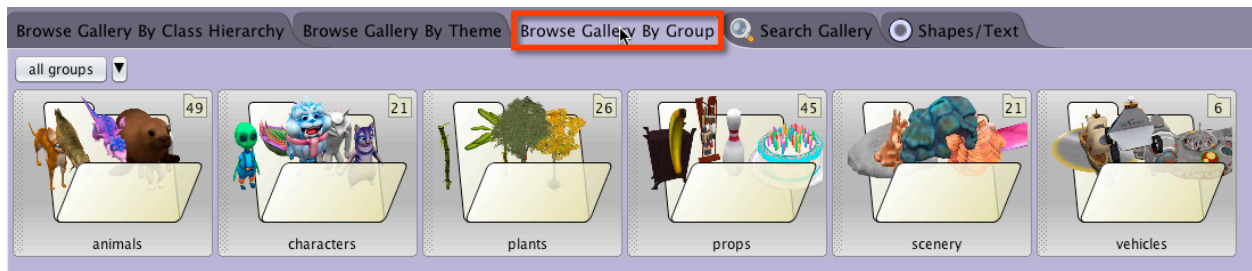 Browse Gallery By Class Hierarchy Browse Gallery By Theme Browse Gallery By Group Search Gallery Shapes/Text
all groups
49 21 26 45 21 6
animals characters plants props scenery vehicles